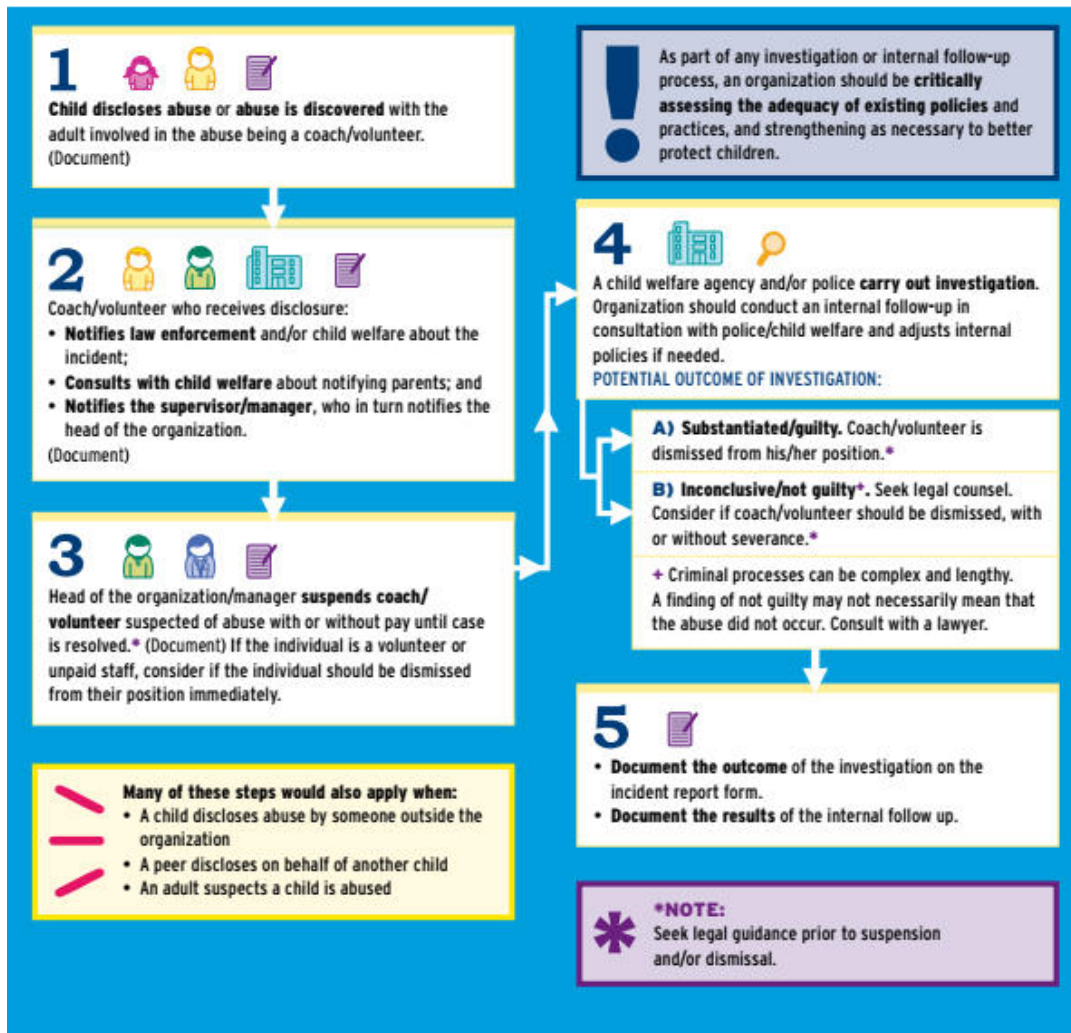 1
Child discloses abuse or abuse is discovered with the
adult involved in the abuse being a coach/volunteer.
(Document)
2
Coach/volunteer who receives disclosure:
• Notifies law enforcement and/or child welfare about the
incident;
• Consults with child welfare about notifying parents; and
• Notifies the supervisor/manager, who in turn notifies the
head of the organization.
(Document)
3
Head of the organization/manager suspends coach/
volunteer suspected of abuse with or without pay until case
is resolved.* (Document) If the individual is a volunteer or
unpaid staff, consider if the individual should be dismissed
from their position immediately.
Many of these steps would also apply when:
• A child discloses abuse by someone outside the
organization
• A peer discloses on behalf of another child
• An adult suspects a child is abused
!
As part of any investigation or internal follow-up
process, an organization should be critically
assessing the adequacy of existing policies and
practices, and strengthening as necessary to better
protect children.
4
A child welfare agency and/or police carry out investigation.
Organization should conduct an internal follow-up in
consultation with police/child welfare and adjusts internal
policies if needed.
POTENTIAL OUTCOME OF INVESTIGATION:
A) Substantiated/guilty. Coach/volunteer is
dismissed from his/her position.*
B) Inconclusive/not guilty+. Seek legal counsel.
Consider if coach/volunteer should be dismissed, with
or without severance.*
+ Criminal processes can be complex and lengthy.
A finding of not guilty may not necessarily mean that
the abuse did not occur. Consult with a lawyer.
5
• Document the outcome of the investigation on the
incident report form.
• Document the results of the internal follow up.
*
*NOTE:
Seek legal guidance prior to suspension
and/or dismissal.